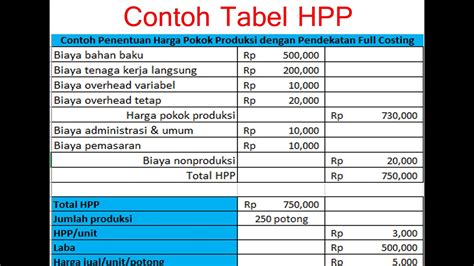 Contoh Tabel HPP
Contoh Penentuan Harga Pokok Produksi dengan Pendekatan Full Costing
Biaya bahan baku Rp 500,000
Biaya tenaga kerja langsung Rp 200,000
Biaya overhead variabel Rp 10,000
Biaya overhead tetap Rp 20,000
Harga pokok produksi Rp 730,000
Biaya administrasi & umum Rp 10,000
Biaya pemasaran Rp 10,000
Biaya nonproduksi Rp 20,000
Total HPP Rp 750,000
Total HPP Rp 750,000
Jumlah produksi 250 potong
HPP/unit Rp 3,000
Laba Rp 500,000
Harga jual/unit/potong Rp 5,000